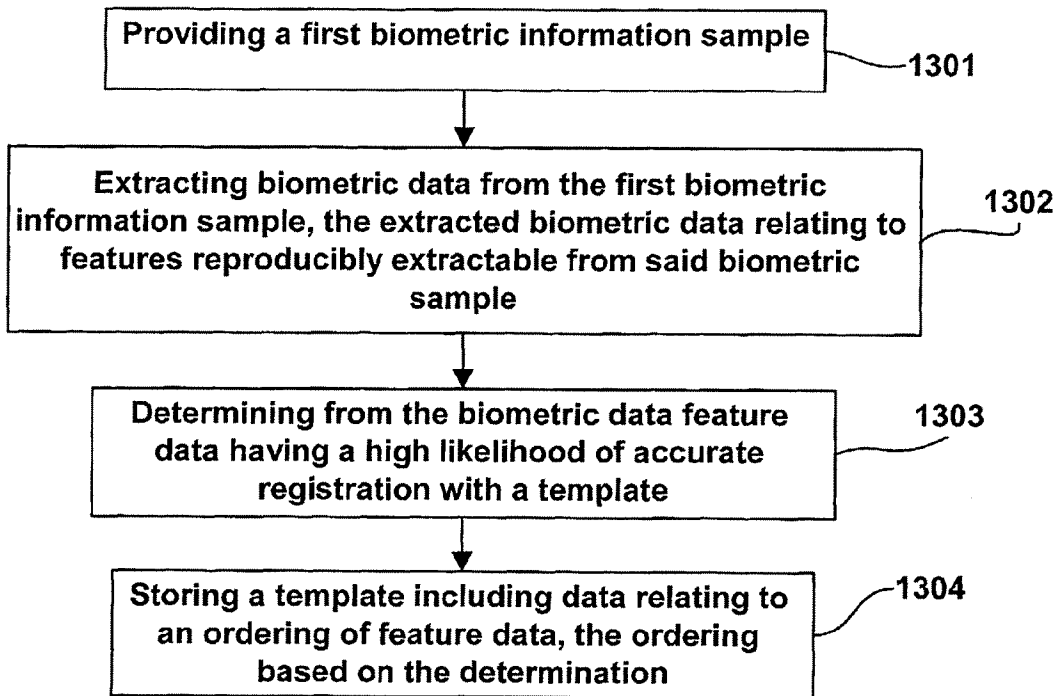 Providing a first biometric information sample
1301
Extracting biometric data from the first biometric
information sample, the extracted biometric data relating to
features reproducibly extractable from said biometric
sample
1302
Determining from the biometric data feature
data having a high likelihood of accurate
registration with a template
1303
Storing a template including data relating to
an ordering of feature data, the ordering
based on the determination
1304